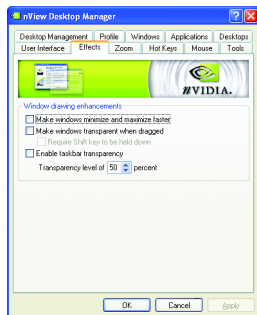 nView Desktop Manager
Desktop Management Profile Windows Applications Desktops
User Interface Effects Zoom Hot Keys Mouse Tools
nVIDIA.
Window drawing enhancements
Make windows minimize and maximize faster
Make windows transparent when dragged
Require Shift key to be held down
Enable taskbar transparency
Transparency level of 50 percent
OK Cancel Apply